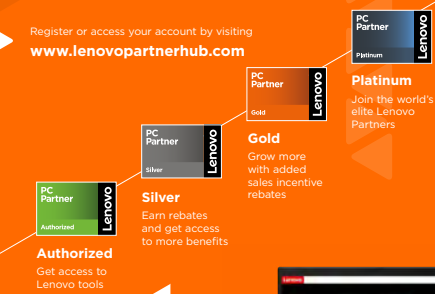 Register or access your account by visiting
www.lenovopartnerhub.com
PC
Partner
Platinum
Lenovo
Platinum
Join the world's
elite Lenovo
Partners
PC
Partner
Gold
Lenovo
Gold
Grow more
with added
sales incentive
rebates
PC
Partner
Silver
Lenovo
Silver
Earn rebates
and get access
to more benefits
PC
Partner
Authorized
Lenovo
Authorized
Get access to
Lenovo tools
Lenovo